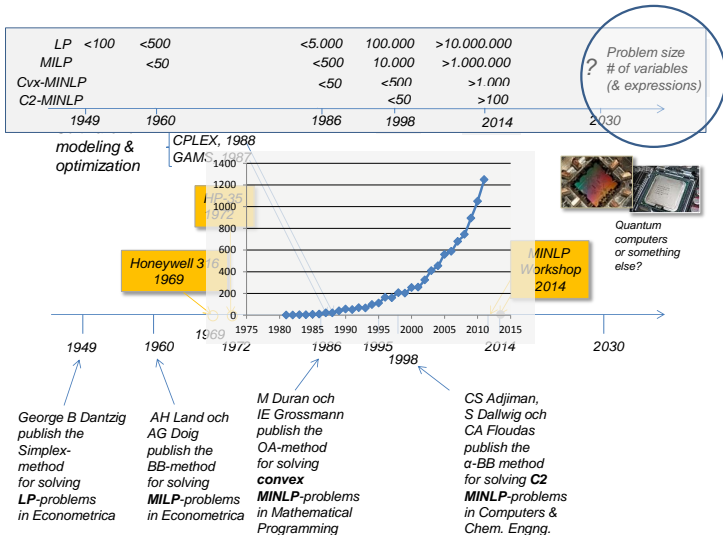 LP <100 <500 <5.000 100.000 >10.000.000
MILP <50 <500 10.000 >1.000.000
Cvx-MINLP <50 <500 >1.000
C2-MINLP <50 >100
1949 1960 1986 1998 2014 2030
? Problem size
# of variables
(& expressions)
modeling &
optimization
CPLEX, 1988
GAMS, 1987
HP-35
1972
Honeywell 316
1969
1400
1200
1000
800
600
400
200
0
1975 1980 1985 1990 1995 2000 2005 2010 2015
MINLP
Workshop
2014
Quantum
computers
or something
else?
1969
1949 1960 1972 1986 1995 1998 2014 2030
George B Dantzig
publish the
Simplex-
method
for solving
LP-problems
in Econometrica
AH Land och
AG Doig
publish the
BB-method
for solving
MILP-problems
in Econometrica
M Duran och
IE Grossmann
publish the
OA-method
for solving
convex
MINLP-problems
in Mathematical
Programming
CS Adjiman,
S Dallwig och
CA Floudas
publish the
α-BB method
for solving C2
MINLP-problems
in Computers &
Chem. Engng.